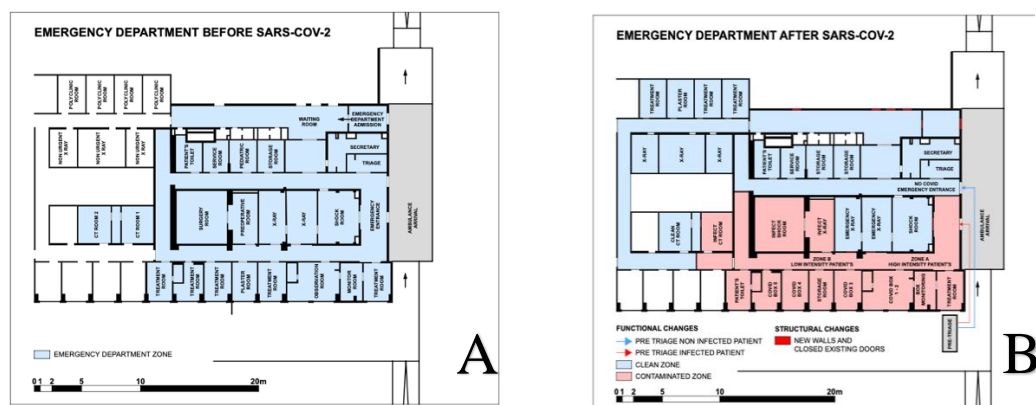 EMERGENCY DEPARTMENT BEFORE SARS-COV-2
POLYCLINIC ROOM
POLYCLINIC ROOM
POLYCLINIC ROOM
POLYCLINIC ROOM
NON URGENT X RAY
NON URGENT X RAY
NON URGENT X RAY
WAITING ROOM
EMERGENCY DEPARTMENT ADMISSION
PATIENT'S TOILET
SERVICE ROOM
PEDIATRIC ROOM
STORAGE ROOM
SECRETARY
TRIAGE
CT ROOM 2
CT ROOM 1
SURGERY ROOM
PREOPERATIVE ROOM
X-RAY
X-RAY
SHOCK ROOM
EMERGENCY ENTRANCE
AMBULANCE ARRIVAL
TREATMENT ROOM
TREATMENT ROOM
TREATMENT ROOM
PLASTER ROOM
TREATMENT ROOM
OBSERVATION ROOM
MONITOR ROOM
TREATMENT ROOM
EMERGENCY DEPARTMENT ZONE
0 1 2 5 10 20m
A
EMERGENCY DEPARTMENT AFTER SARS-COV-2
TREATMENT ROOM
PLASTER ROOM
TREATMENT ROOM
TREATMENT ROOM
X-RAY
X-RAY
X-RAY
PATIENT'S TOILET
SERVICE ROOM
STORAGE ROOM
STORAGE ROOM
SECRETARY
TRIAGE
NO COVID EMERGENCY ENTRANCE
CLEAN CT ROOM
INFECT CT ROOM
INFECT SHOCK ROOM
INFECT X-RAY
EMERGENCY X-RAY
EMERGENCY X-RAY
SHOCK ROOM
AMBULANCE ARRIVAL
ZONE B
LOW INTENSITY PATIENT'S
ZONE A
HIGH INTENSITY PATIENT'S
PATIENT'S TOILET
COVID BOX 5
COVID BOX 4
STORAGE ROOM
COVID BOX 3
COVID BOX 1 - 2
BOX MONITORING
TREATMENT ROOM
PRE-TRIAGE
FUNCTIONAL CHANGES
PRE TRIAGE NON INFECTED PATIENT
PRE TRIAGE INFECTED PATIENT
CLEAN ZONE
CONTAMINATED ZONE
STRUCTURAL CHANGES
NEW WALLS AND
CLOSED EXISTING DOORS
0 1 2 5 10 20m
B